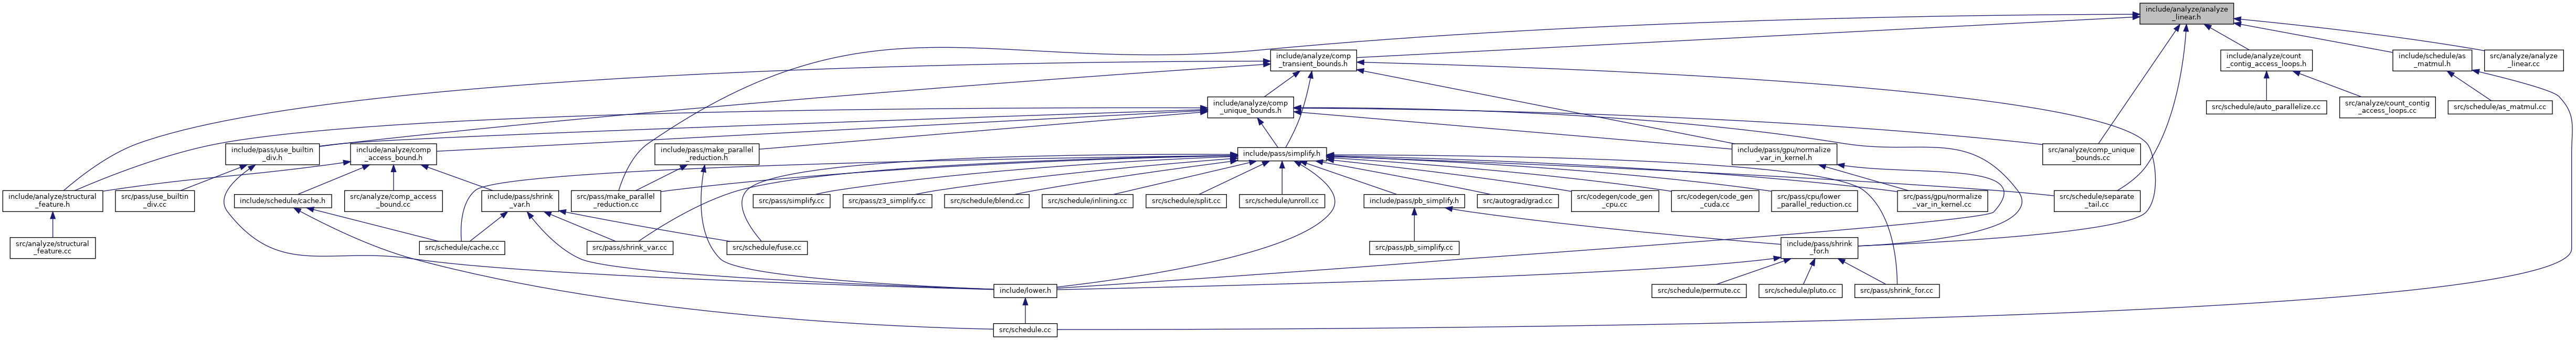 include/analyze/analyze
_linear.h
include/analyze/comp
_transient_bounds.h
include/analyze/count
_contig_access_loops.h
include/schedule/as
_matmul.h
src/analyze/analyze
_linear.cc
include/analyze/comp
_unique_bounds.h
src/schedule/auto_parallelize.cc
src/analyze/count_contig
_access_loops.cc
src/schedule/as_matmul.cc
include/pass/use_builtin
_div.h
include/analyze/comp
_access_bound.h
include/pass/make_parallel
_reduction.h
include/pass/simplify.h
include/pass/gpu/normalize
_var_in_kernel.h
src/analyze/comp_unique
_bounds.cc
include/analyze/structural
_feature.h
src/pass/use_builtin
_div.cc
include/schedule/cache.h
src/analyze/comp_access
_bound.cc
include/pass/shrink
_var.h
src/pass/make_parallel
_reduction.cc
src/pass/simplify.cc
src/pass/z3_simplify.cc
src/schedule/blend.cc
src/schedule/inlining.cc
src/schedule/split.cc
src/schedule/unroll.cc
include/pass/pb_simplify.h
src/autograd/grad.cc
src/codegen/code_gen
_cpu.cc
src/codegen/code_gen
_cuda.cc
src/pass/cpu/lower
_parallel_reduction.cc
src/pass/gpu/normalize
_var_in_kernel.cc
src/schedule/separate
_tail.cc
src/analyze/structural
_feature.cc
src/schedule/cache.cc
src/pass/shrink_var.cc
src/schedule/fuse.cc
src/pass/pb_simplify.cc
include/pass/shrink
_for.h
include/lower.h
src/schedule/permute.cc
src/schedule/pluto.cc
src/pass/shrink_for.cc
src/schedule.cc